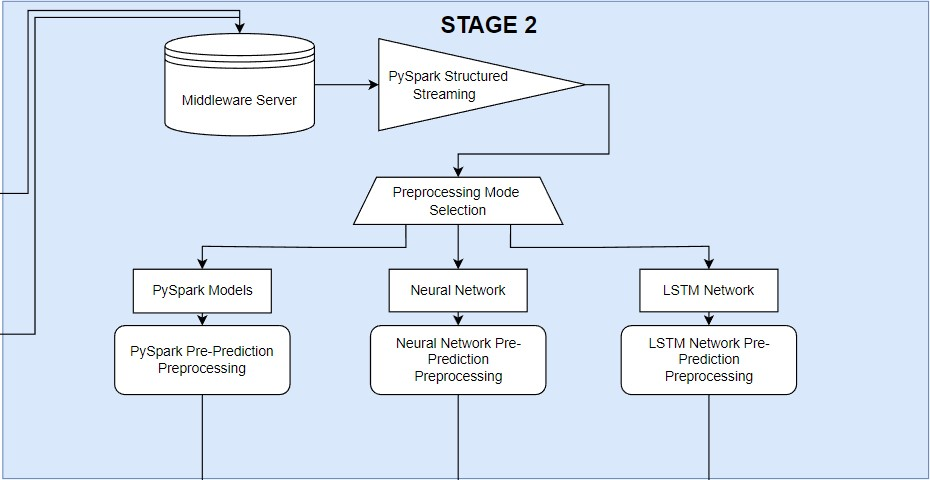 STAGE 2
Middleware Server
PySpark Structured
Streaming
Preprocessing Mode
Selection
PySpark Models
Neural Network
LSTM Network
PySpark Pre-Prediction
Preprocessing
Neural Network Pre-
Prediction
Preprocessing
LSTM Network Pre-
Prediction
Preprocessing